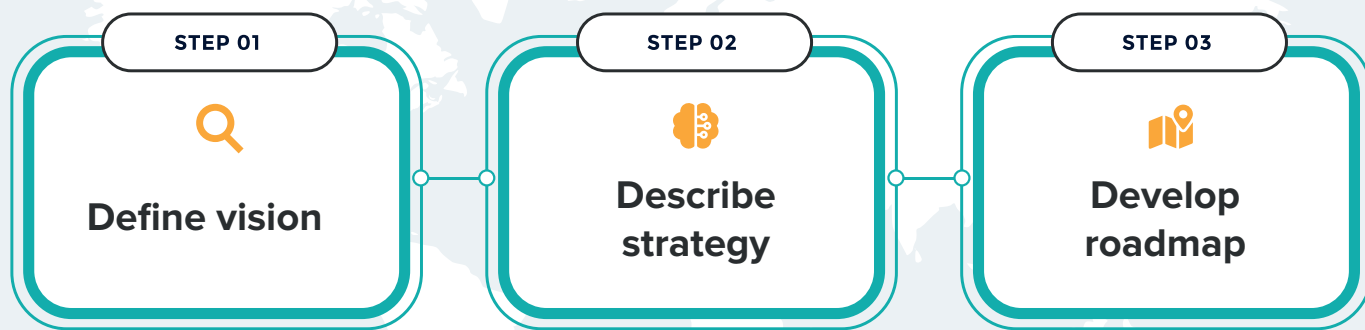 STEP 01
Define vision
STEP 02
Describe
strategy
STEP 03
Develop
roadmap